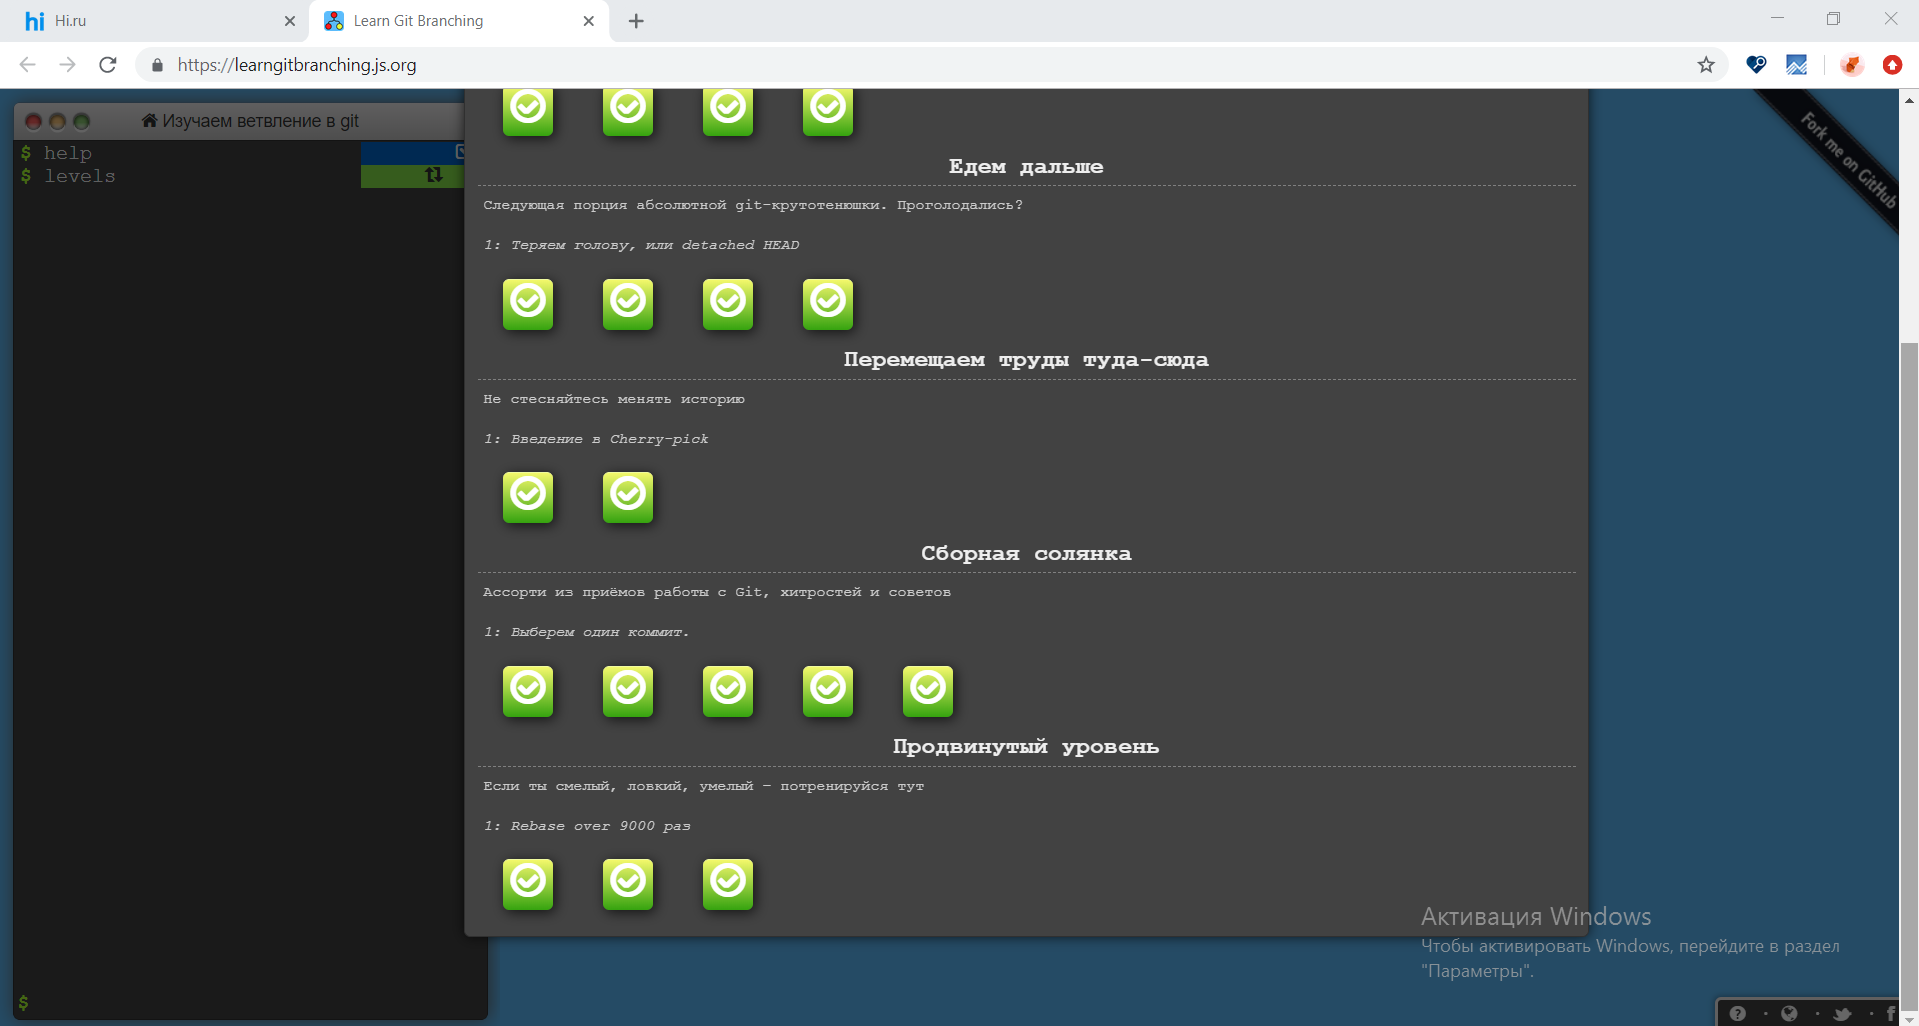 Hi.ru
Learn Git Branching
https://learngitbranching.js.org
Изучаем ветвление в git
$ help
$ levels
Fork me on GitHub
Едем дальше
Следующая порция абсолютной git-крутотенюшки. Проголодались?
1: Теряем голову, или detached HEAD
Перемещаем труды туда-сюда
Не стесняйтесь менять историю
1: Введение в Cherry-pick
Сборная солянка
Ассорти из приёмов работы с Git, хитростей и советов
1: Выберем один коммит.
Продвинутый уровень
Если ты смелый, ловкий, умелый – потренируйся тут
1: Rebase over 9000 раз
Активация Windows
Чтобы активировать Windows, перейдите в раздел
"Параметры".
$